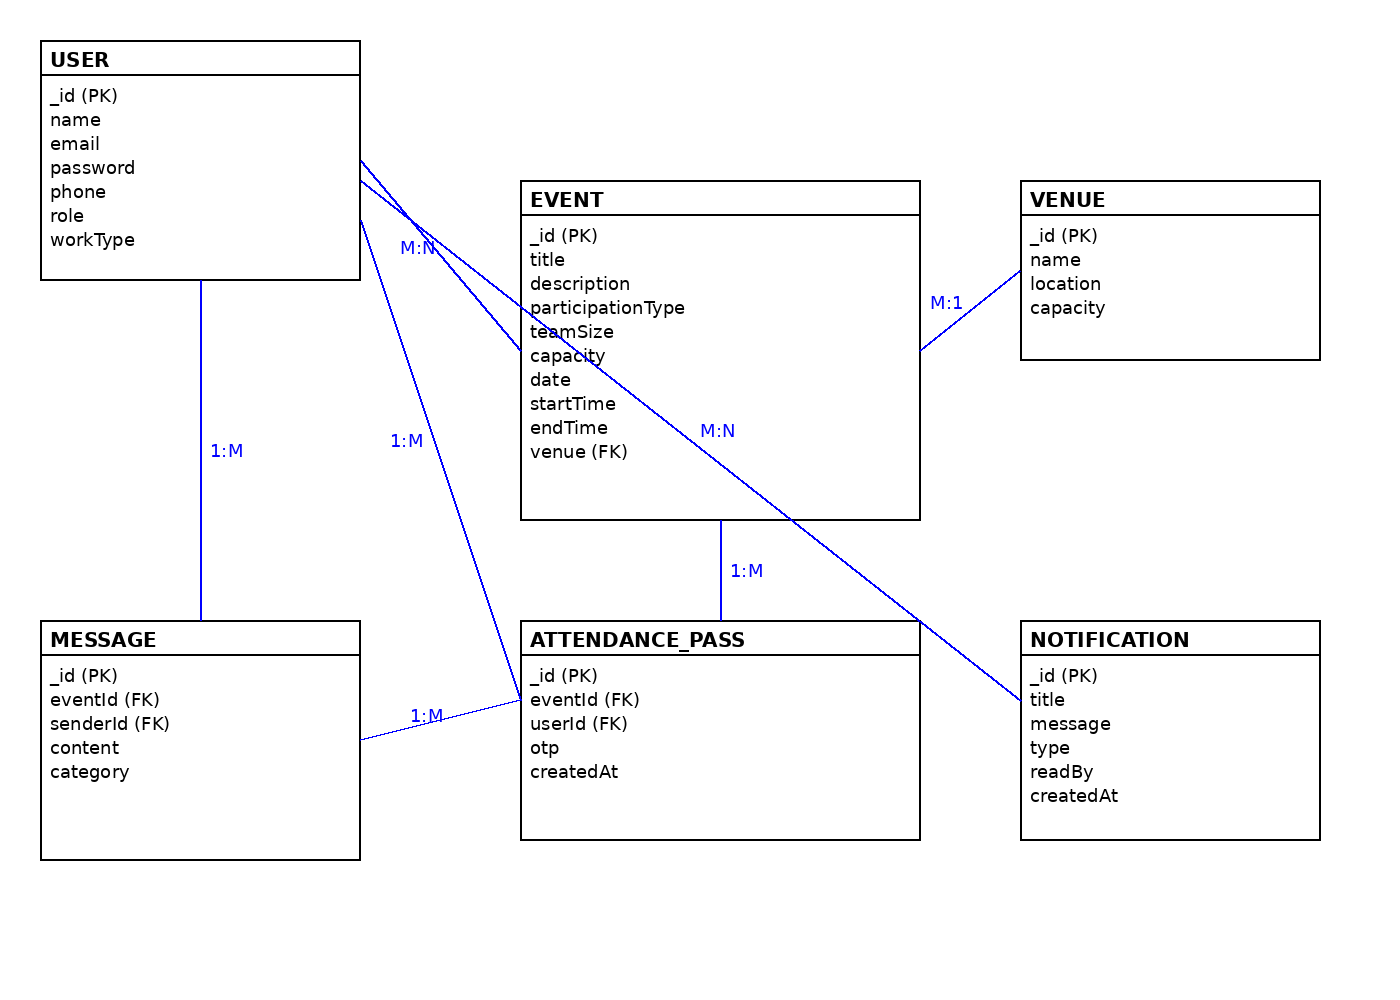 USER
_id (PK)
name
email
password
phone
role
workType
M:N
EVENT
_id (PK)
title
description
participationType
teamSize
capacity
date
startTime
endTime
venue (FK)
M:1
VENUE
_id (PK)
name
location
capacity
1:M
1:M
M:N
1:M
MESSAGE
_id (PK)
eventId (FK)
senderId (FK)
content
category
1:M
ATTENDANCE_PASS
_id (PK)
eventId (FK)
userId (FK)
otp
createdAt
NOTIFICATION
_id (PK)
title
message
type
readBy
createdAt